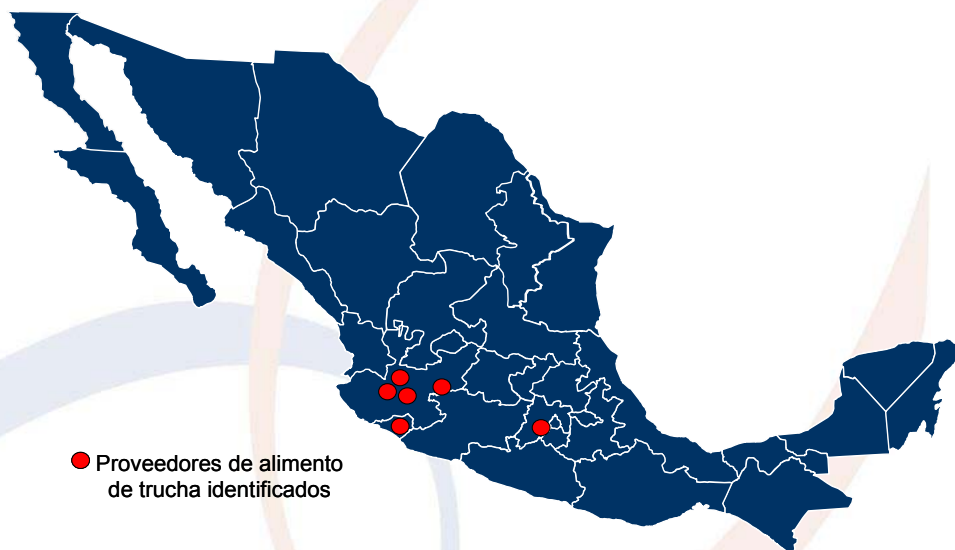 Proveedores de alimento
de trucha identificados